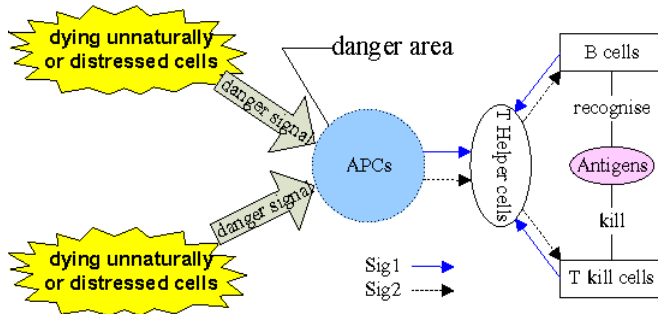 dying unnaturally
or distressed cells
danger signal
danger area
APCs
danger signal
dying unnaturally
or distressed cells
T Helper cells
B cells
recognise
Antigens
kill
T kill cells
Sig1
Sig2